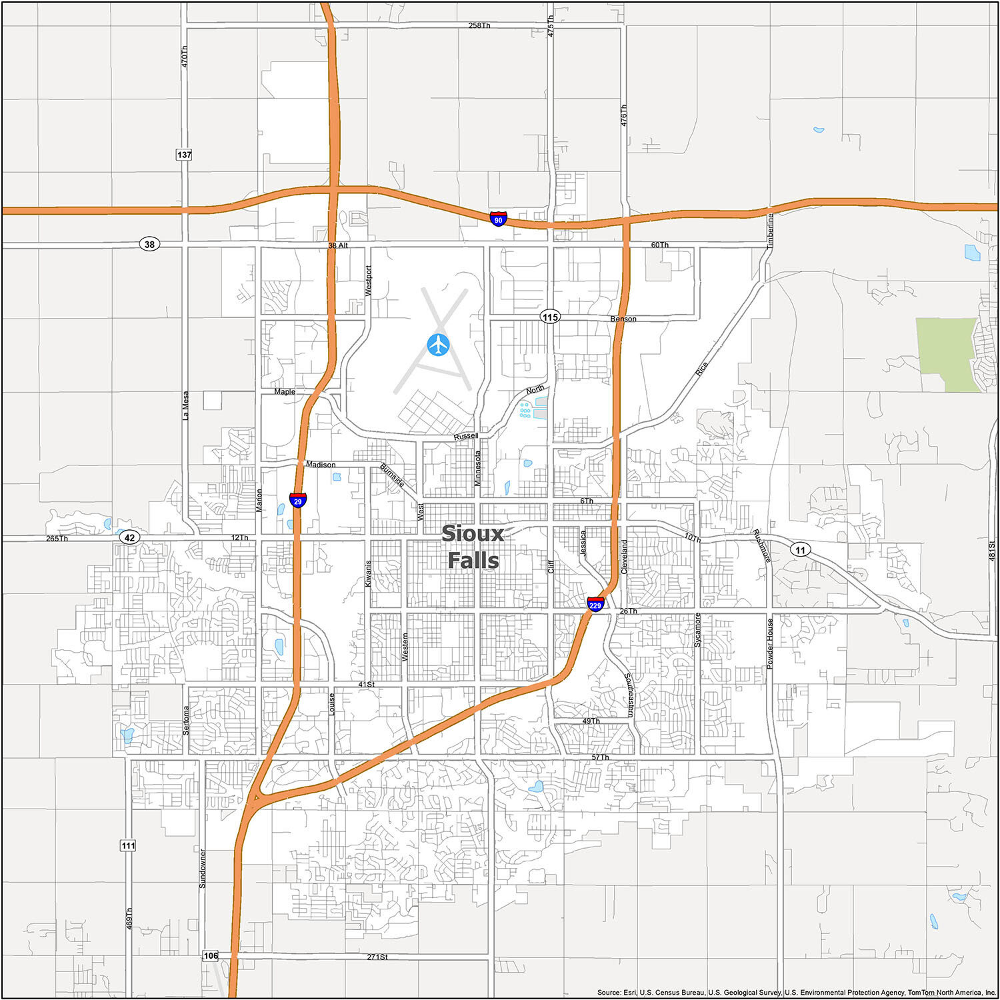 258Th
475Th
470Th
476Th
137
90
Timberline
38
38 Alt
60Th
Westport
115
Benson
Rice
Maple
North
La Mesa
Russell
Minnesota
Madison
Burnside
Marion
29
6Th
West
Sioux
Falls
265Th
42
12Th
10Th
Rushmore
11
481St
Jessica
Cleveland
Cliff
Kiwanis
229
26Th
Sycamore
Powder House
Western
41St
Southeastern
Louise
Sertoma
49Th
57Th
111
Sundowner
469Th
106
271St
Source: Esri, U.S. Census Bureau, U.S. Geological Survey, U.S. Environmental Protection Agency, TomTom North America, Inc.